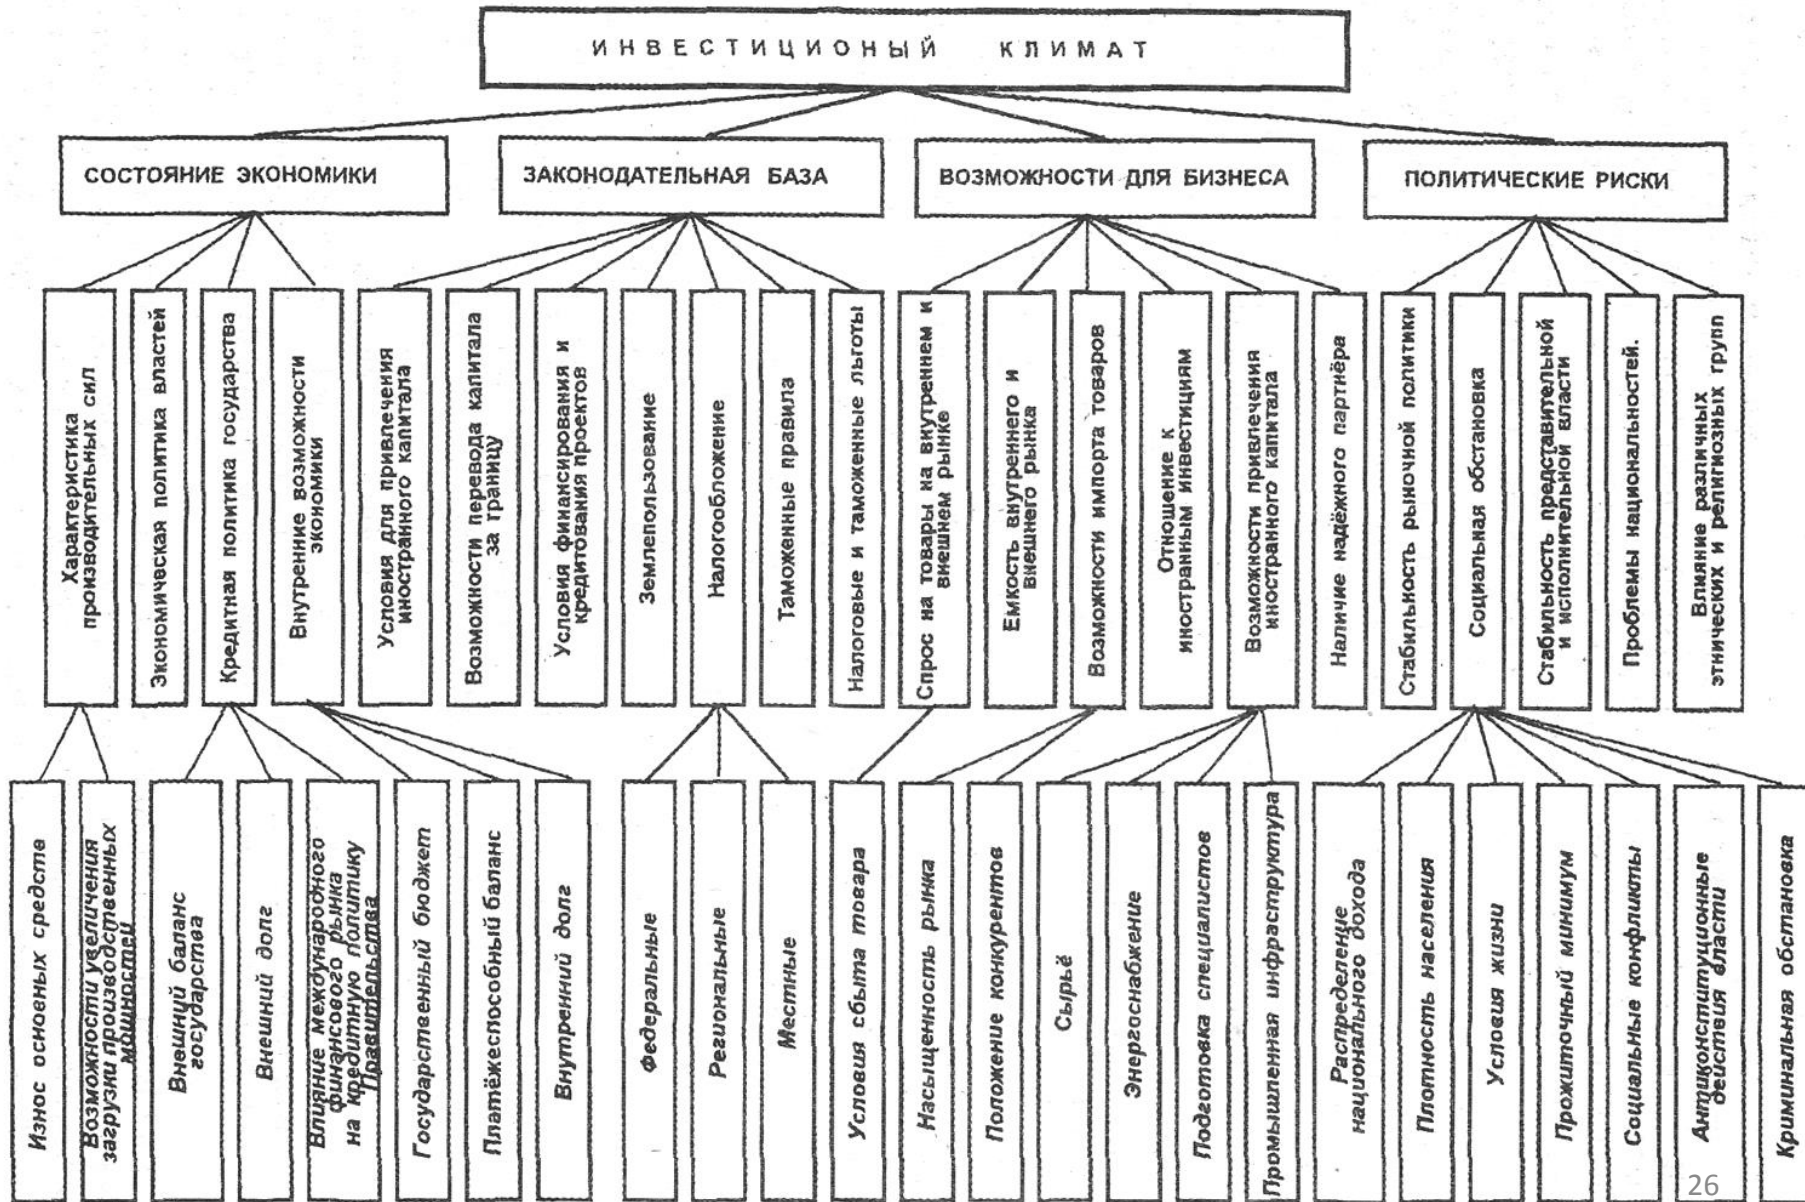 ИНВЕСТИЦИОНЫЙ КЛИМАТ
СОСТОЯНИЕ ЭКОНОМИКИ
ЗАКОНОДАТЕЛЬНАЯ БАЗА
ВОЗМОЖНОСТИ ДЛЯ БИЗНЕСА
ПОЛИТИЧЕСКИЕ РИСКИ
Характеристика
производительных сил
Экономическая политика властей
Кредитная политика государства
Внутренние возможности
экономики
Условия для привлечения
иностранного капитала
Возможности перевода капитала
за границу
Условия финансирования и
кредитования проектов
Землепользование
Налогообложение
Таможенные правила
Налоговые и таможенные льготы
Спрос на товары на внутреннем и
внешнем рынке
Емкость внутреннего и
внешнего рынка
Возможности импорта товаров
Отношение к
иностранным инвестициям
Возможности привлечения
иностранного капитала
Наличие надёжного партнёра
Стабильность рыночной политики
Социальная обстановка
Стабильность представительной
и исполнительной власти
Проблемы национальностей.
Влияние различных
этнических и религиозных групп
Износ основных средств
Возможности увеличения
загрузки производственных
мощностей
Внешний баланс
государства
Внешний долг
Влияние международного
финансового рынка
на кредитную политику
Правительства
Государственный бюджет
Платёжеспособный баланс
Внутренний долг
Федеральные
Региональные
Местные
Условия сбыта товара
Насыщенность рынка
Положение конкурентов
Сырьё
Энергоснабжение
Подготовка специалистов
Промышленная инфраструктура
Распределение
национального дохода
Плотность населения
Условия жизни
Прожиточный минимум
Социальные конфликты
Антиконституционные
действия власти
Криминальная обстановка
26